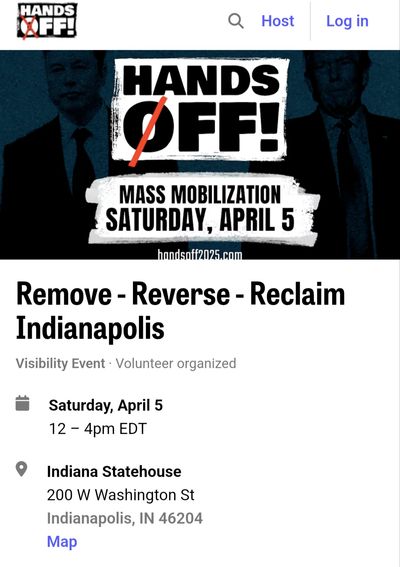 HANDS
OFF!
Host
Log in
HANDS
OFF!
MASS MOBILIZATION
SATURDAY, APRIL 5
handsoff2025.com
Remove - Reverse - Reclaim
Indianapolis
Visibility Event · Volunteer organized
Saturday, April 5
12 – 4pm EDT
Indiana Statehouse
200 W Washington St
Indianapolis, IN 46204
Map